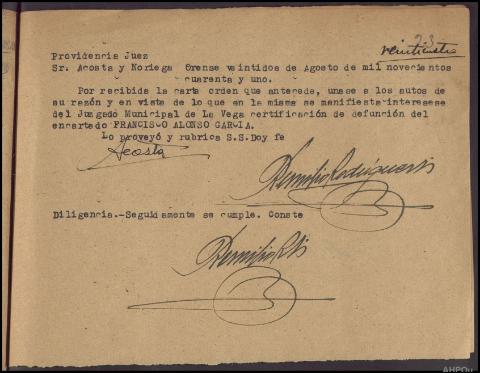 23
veintitres
Providencia Juez
Sr. Acosta y Noriega Orense veintidos de Agosto de mil novecientos
cuarenta y uno.
Por recibida la carta orden que antecede, unase a los autos de
su razón y en vista de lo que en la misma se manifiesta interesese
del Juzgado Municipal de La Vega certificación de defunción del
encartado FRANCISCO ALONSO GARCIA.
Lo proveyó y rubrica S.S. Doy fe
Acosta
Diligencia.-Seguidamente se cumple. Conste
AHPOu